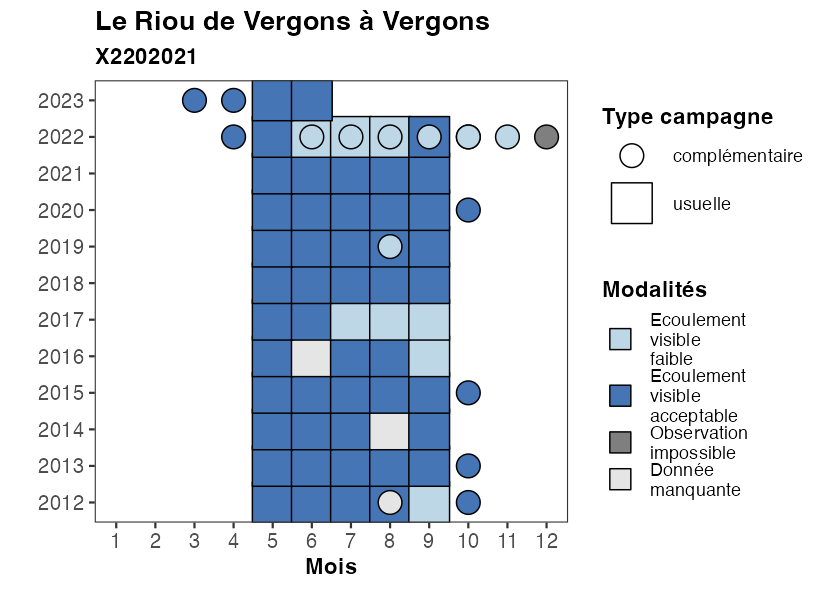 Le Riou de Vergons à Vergons
X2202021
2023
2022
2021
2020
2019
2018
2017
2016
2015
2014
2013
2012
1 2 3 4 5 6 7 8 9 10 11 12
Mois
Type campagne
complémentaire
usuelle
Modalités
Ecoulement
visible
faible
Ecoulement
visible
acceptable
Observation
impossible
Donnée
manquante